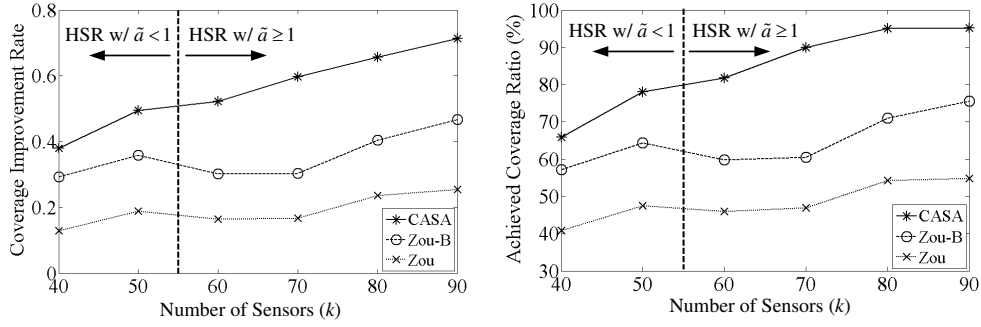 Coverage Improvement Rate
0.8
0.6
0.4
0.2
0
HSR w/ ã < 1
HSR w/ ã ≥ 1
CASA
Zou-B
Zou
40 50 60 70 80 90
Number of Sensors (k)
Achieved Coverage Ratio (%)
100
90
80
70
60
50
40
30
HSR w/ ã < 1
HSR w/ ã ≥ 1
CASA
Zou-B
Zou
40 50 60 70 80 90
Number of Sensors (k)